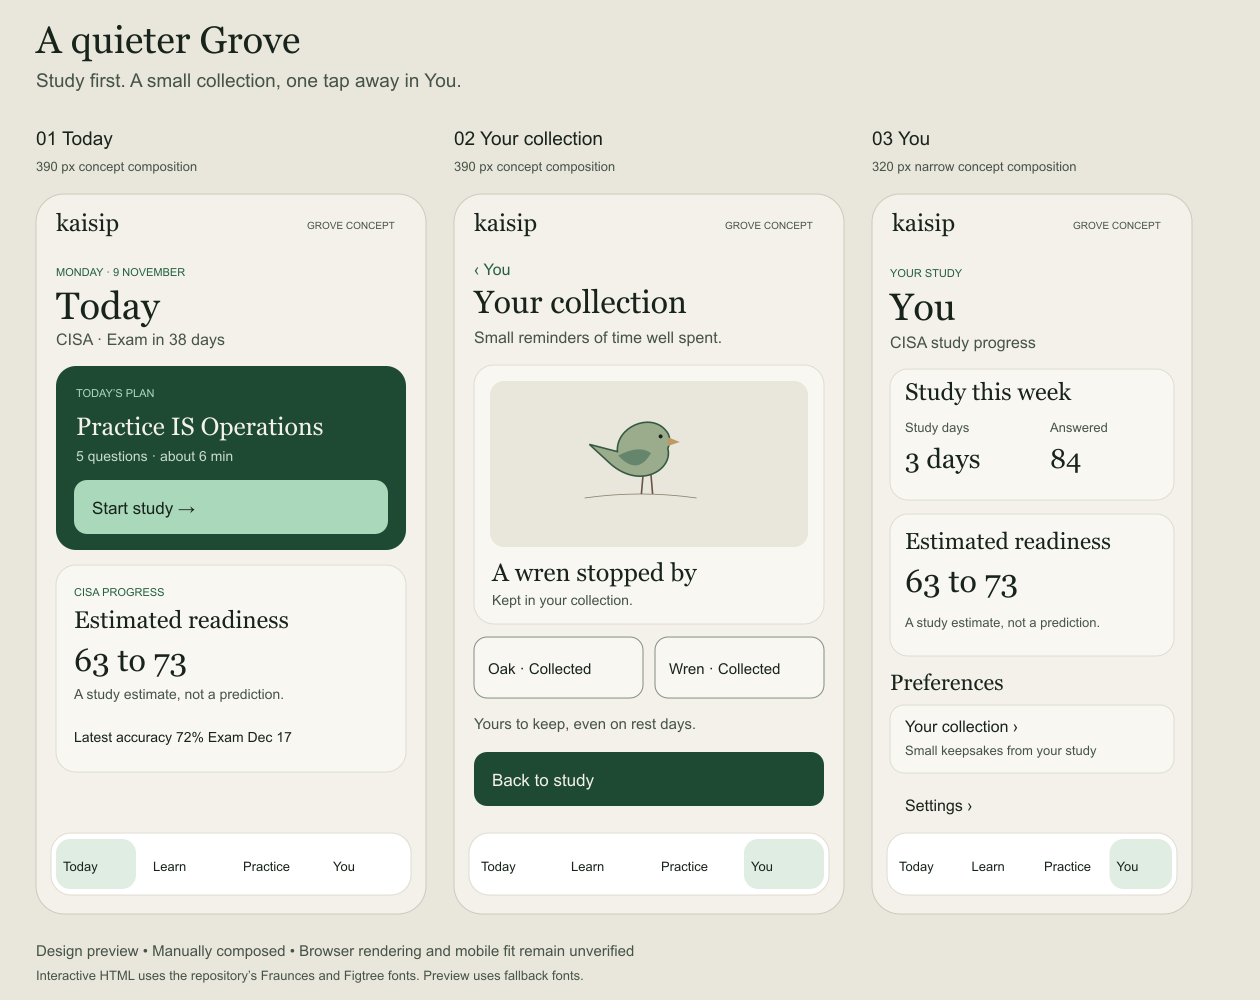 A quieter Grove
Study first. A small collection, one tap away in You.
01 Today
390 px concept composition
kaisip
GROVE CONCEPT
MONDAY · 9 NOVEMBER
Today
CISA · Exam in 38 days
TODAY’S PLAN
Practice IS Operations
5 questions · about 6 min
Start study →
CISA PROGRESS
Estimated readiness
63 to 73
A study estimate, not a prediction.
Latest accuracy 72% Exam Dec 17
Today Learn Practice You
02 Your collection
390 px concept composition
kaisip
GROVE CONCEPT
‹ You
Your collection
Small reminders of time well spent.
A wren stopped by
Kept in your collection.
Oak · Collected
Wren · Collected
Yours to keep, even on rest days.
Back to study
Today Learn Practice You
03 You
320 px narrow concept composition
kaisip
GROVE CONCEPT
YOUR STUDY
You
CISA study progress
Study this week
Study days Answered
3 days 84
Estimated readiness
63 to 73
A study estimate, not a prediction.
Preferences
Your collection ›
Small keepsakes from your study
Settings ›
Today Learn Practice You
Design preview • Manually composed • Browser rendering and mobile fit remain unverified
Interactive HTML uses the repository’s Fraunces and Figtree fonts. Preview uses fallback fonts.